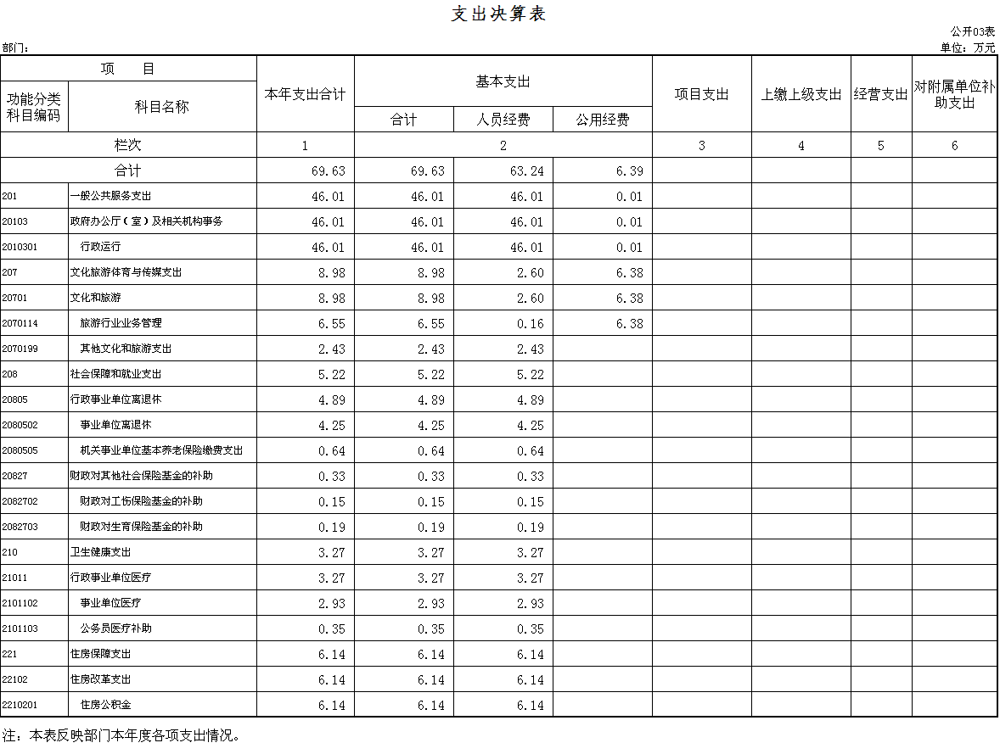 支出决算表
公开03表
部门：
单位：万元
项 目
本年支出合计
基本支出
项目支出
上缴上级支出
经营支出
对附属单位补
助支出
功能分类
科目编码
科目名称
合计
人员经费
公用经费
栏次 1 2 3 4 5 6
合计 69.63 69.63 63.24 6.39
201 一般公共服务支出 46.01 46.01 46.01 0.01
20103 政府办公厅（室）及相关机构事务 46.01 46.01 46.01 0.01
2010301 行政运行 46.01 46.01 46.01 0.01
207 文化旅游体育与传媒支出 8.98 8.98 2.60 6.38
20701 文化和旅游 8.98 8.98 2.60 6.38
2070114 旅游行业业务管理 6.55 6.55 0.16 6.38
2070199 其他文化和旅游支出 2.43 2.43 2.43
208 社会保障和就业支出 5.22 5.22 5.22
20805 行政事业单位离退休 4.89 4.89 4.89
2080502 事业单位离退休 4.25 4.25 4.25
2080505 机关事业单位基本养老保险缴费支出 0.64 0.64 0.64
20827 财政对其他社会保险基金的补助 0.33 0.33 0.33
2082702 财政对工伤保险基金的补助 0.15 0.15 0.15
2082703 财政对生育保险基金的补助 0.19 0.19 0.19
210 卫生健康支出 3.27 3.27 3.27
21011 行政事业单位医疗 3.27 3.27 3.27
2101102 事业单位医疗 2.93 2.93 2.93
2101103 公务员医疗补助 0.35 0.35 0.35
221 住房保障支出 6.14 6.14 6.14
22102 住房改革支出 6.14 6.14 6.14
2210201 住房公积金 6.14 6.14 6.14
注：本表反映部门本年度各项支出情况。